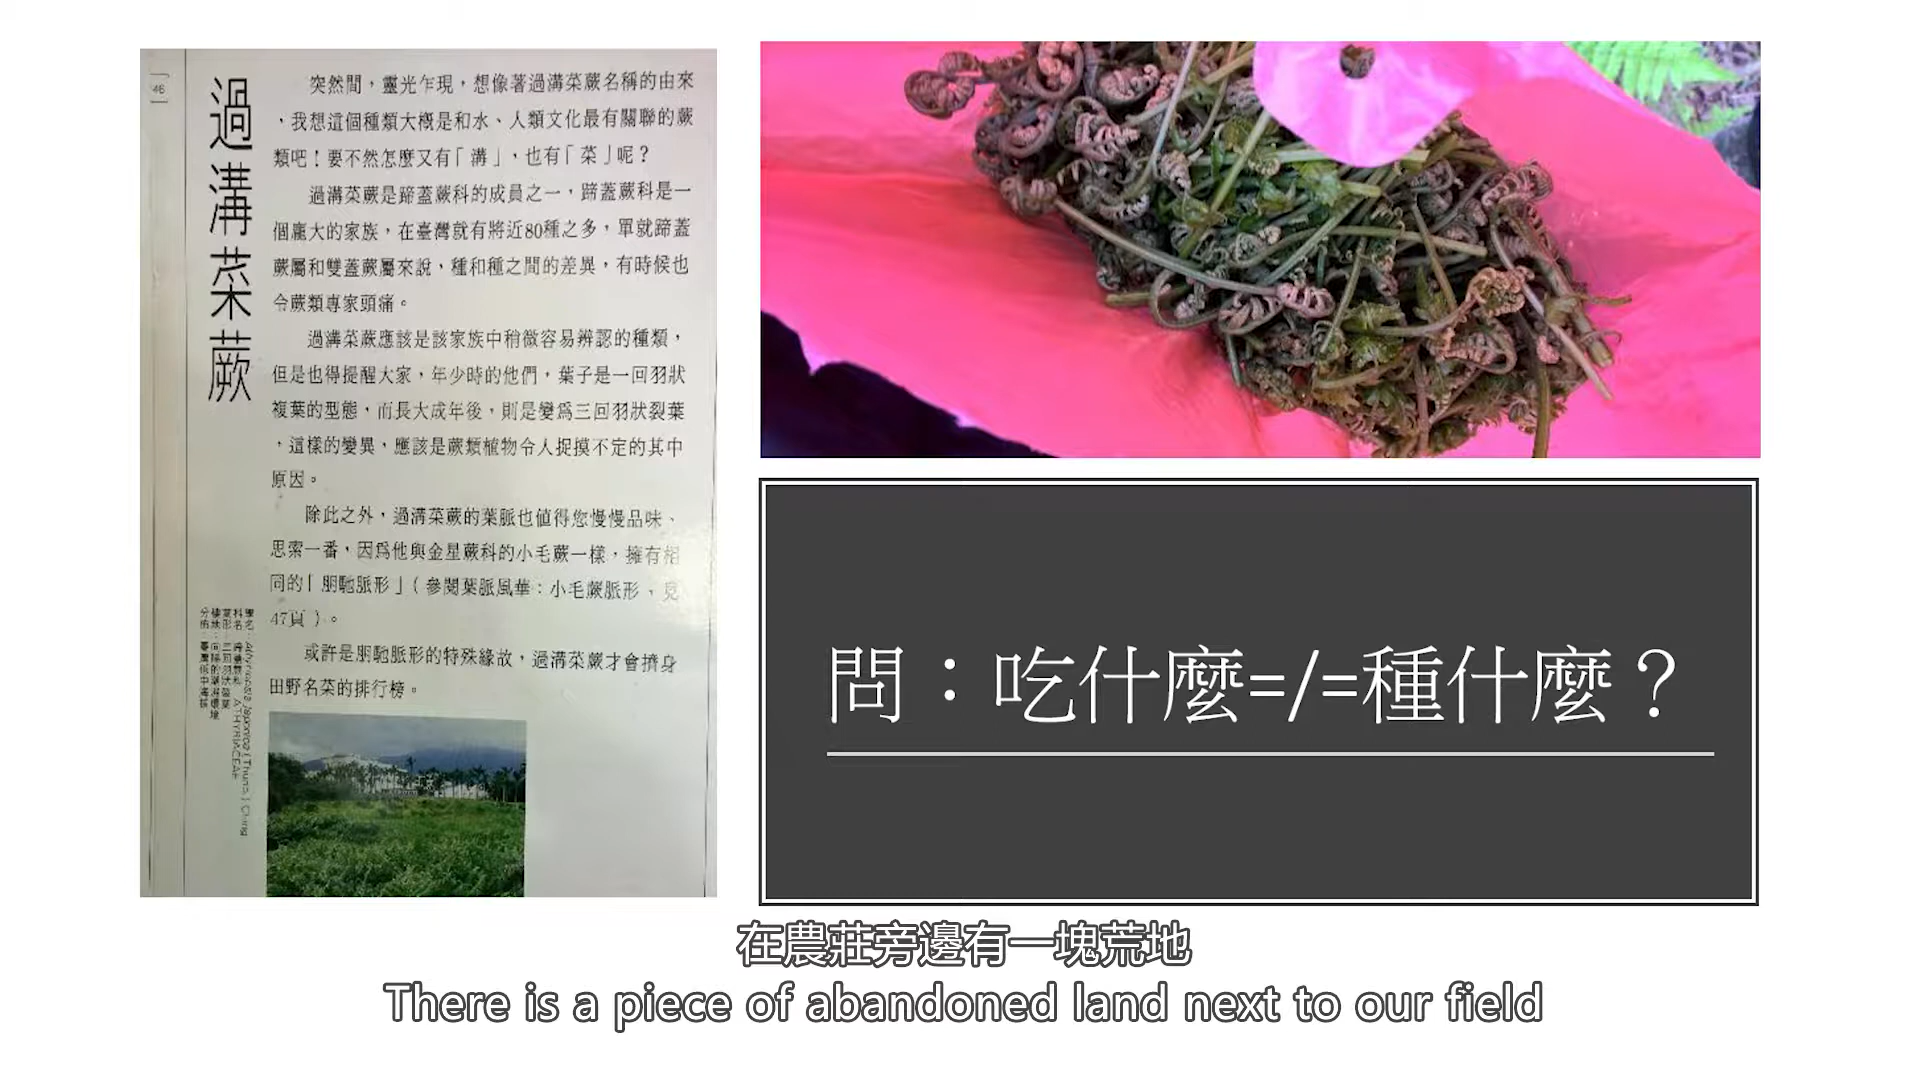 46
過溝菜蕨
突然間，靈光乍現，想像著過溝菜蕨名稱的由來
，我想這個種類大概是和水、人類文化最有關聯的蕨
類吧！要不然怎麼又有「溝」，也有「菜」呢？
過溝菜蕨是蹄蓋蕨科的成員之一，蹄蓋蕨科是一
個龐大的家族，在臺灣就有將近80種之多，單就蹄蓋
蕨屬和雙蓋蕨屬來說，種和種之間的差異，有時候也
令蕨類專家頭痛。
過溝菜蕨應該是該家族中稍微容易辨認的種類，
但是也得提醒大家，年少時的他們，葉子是一回羽狀
複葉的型態，而長大成年後，則是變爲三回羽狀裂葉
，這樣的變異，應該是蕨類植物令人捉摸不定的其中
原因。
除此之外，過溝菜蕨的葉脈也値得您慢慢品味、
思索一番，因爲他與金星蕨科的小毛蕨一樣，擁有相
同的「朋馳脈形」（參閱葉脈風華：小毛蕨脈形，見
47頁）。
或許是朋馳脈形的特殊緣故，過溝菜蕨才會擠身
田野名菜的排行榜。
問：吃什麼=/=種什麼？
在農莊旁邊有一塊荒地
There is a piece of abandoned land next to our field